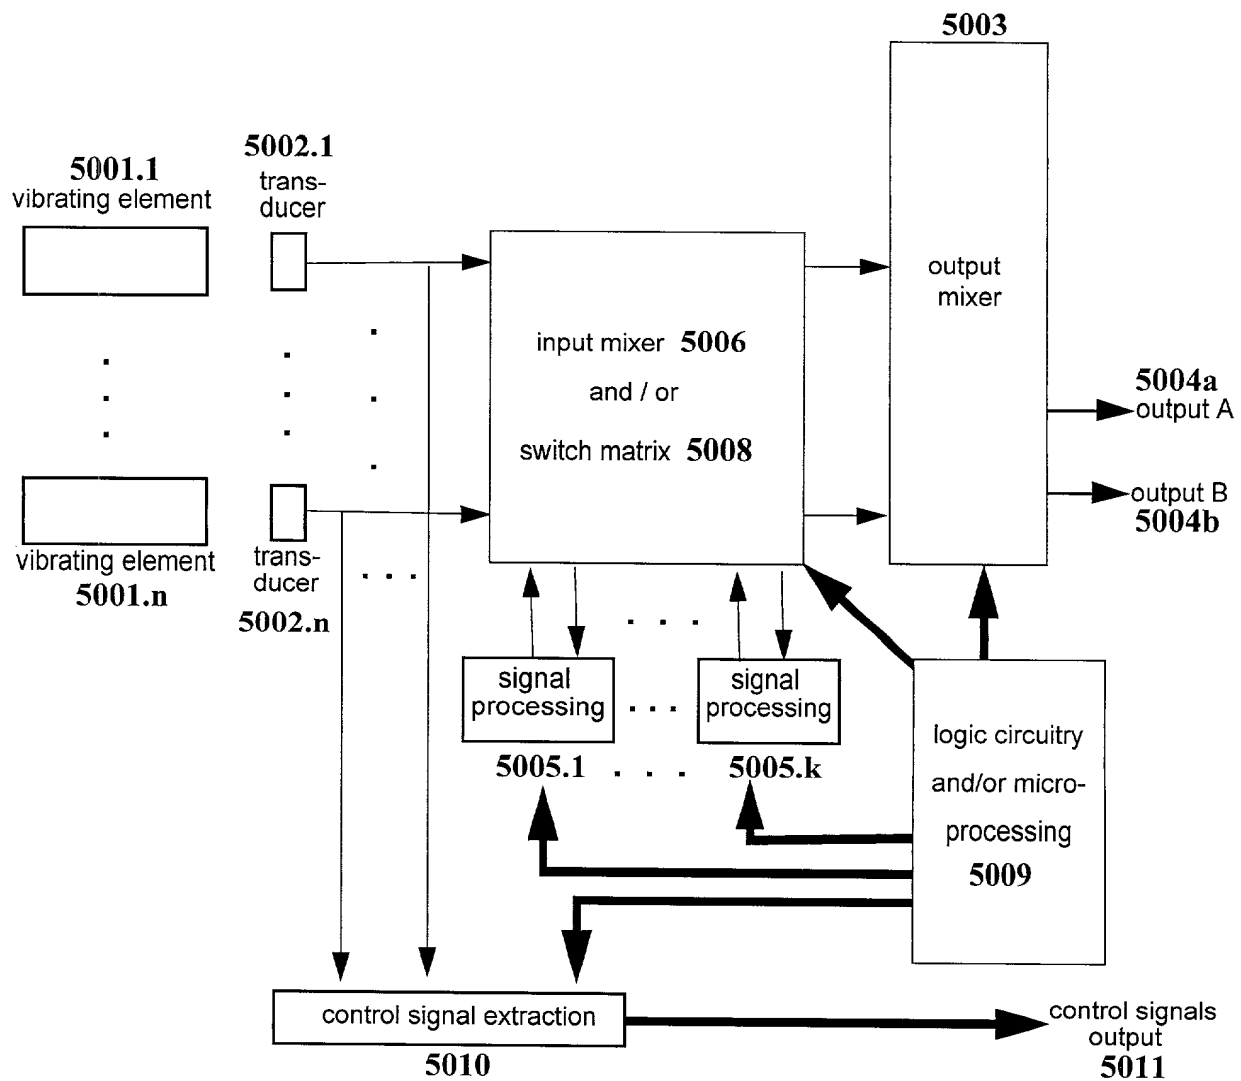 5003
5001.1
vibrating element
5002.1
trans-
ducer
output
mixer
input mixer 5006
and / or
switch matrix 5008
5004a
output A
output B
5004b
vibrating element
5001.n
trans-
ducer
5002.n
signal
processing
5005.1
signal
processing
5005.k
logic circuitry
and/or micro-
processing
5009
control signal extraction
5010
control signals
output
5011